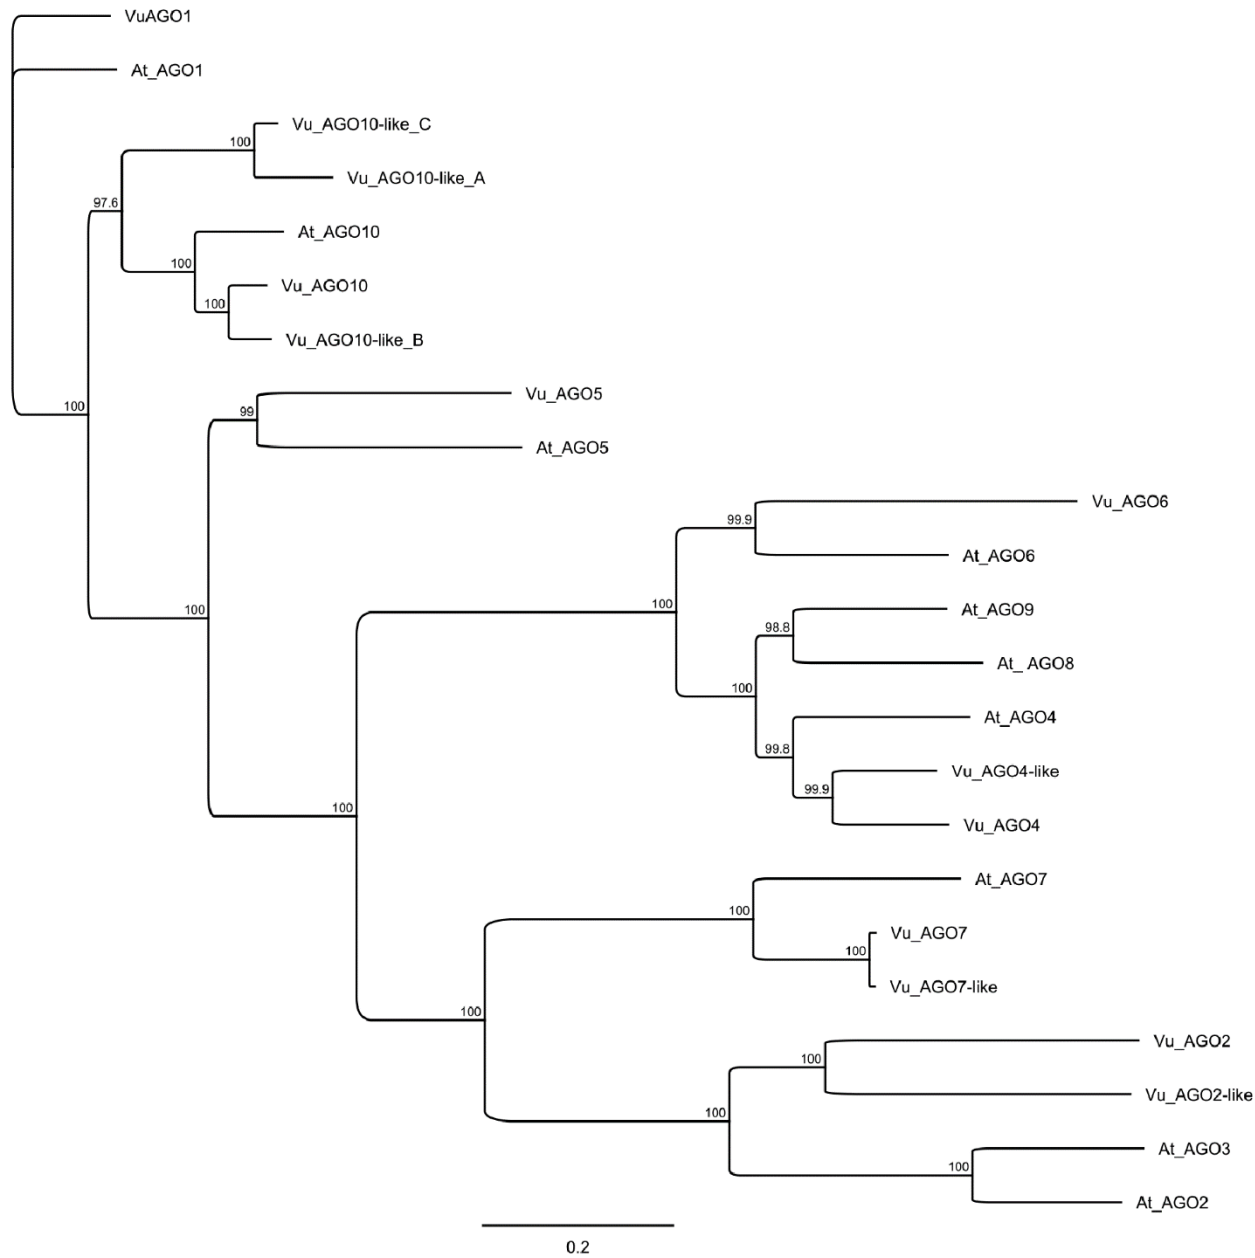 VuAGO1
At_AGO1
Vu_AGO10-like_C
100
Vu_AGO10-like_A
97.6
At_AGO10
100
Vu_AGO10
100
Vu_AGO10-like_B
Vu_AGO5
100
99
At_AGO5
Vu_AGO6
99.9
At_AGO6
100
At_AGO9
100
98.8
At_ AGO8
100
At_AGO4
99.8
Vu_AGO4-like
99.9
100
Vu_AGO4
At_AGO7
100
Vu_AGO7
100
Vu_AGO7-like
100
Vu_AGO2
100
Vu_AGO2-like
100
At_AGO3
100
At_AGO2
0.2